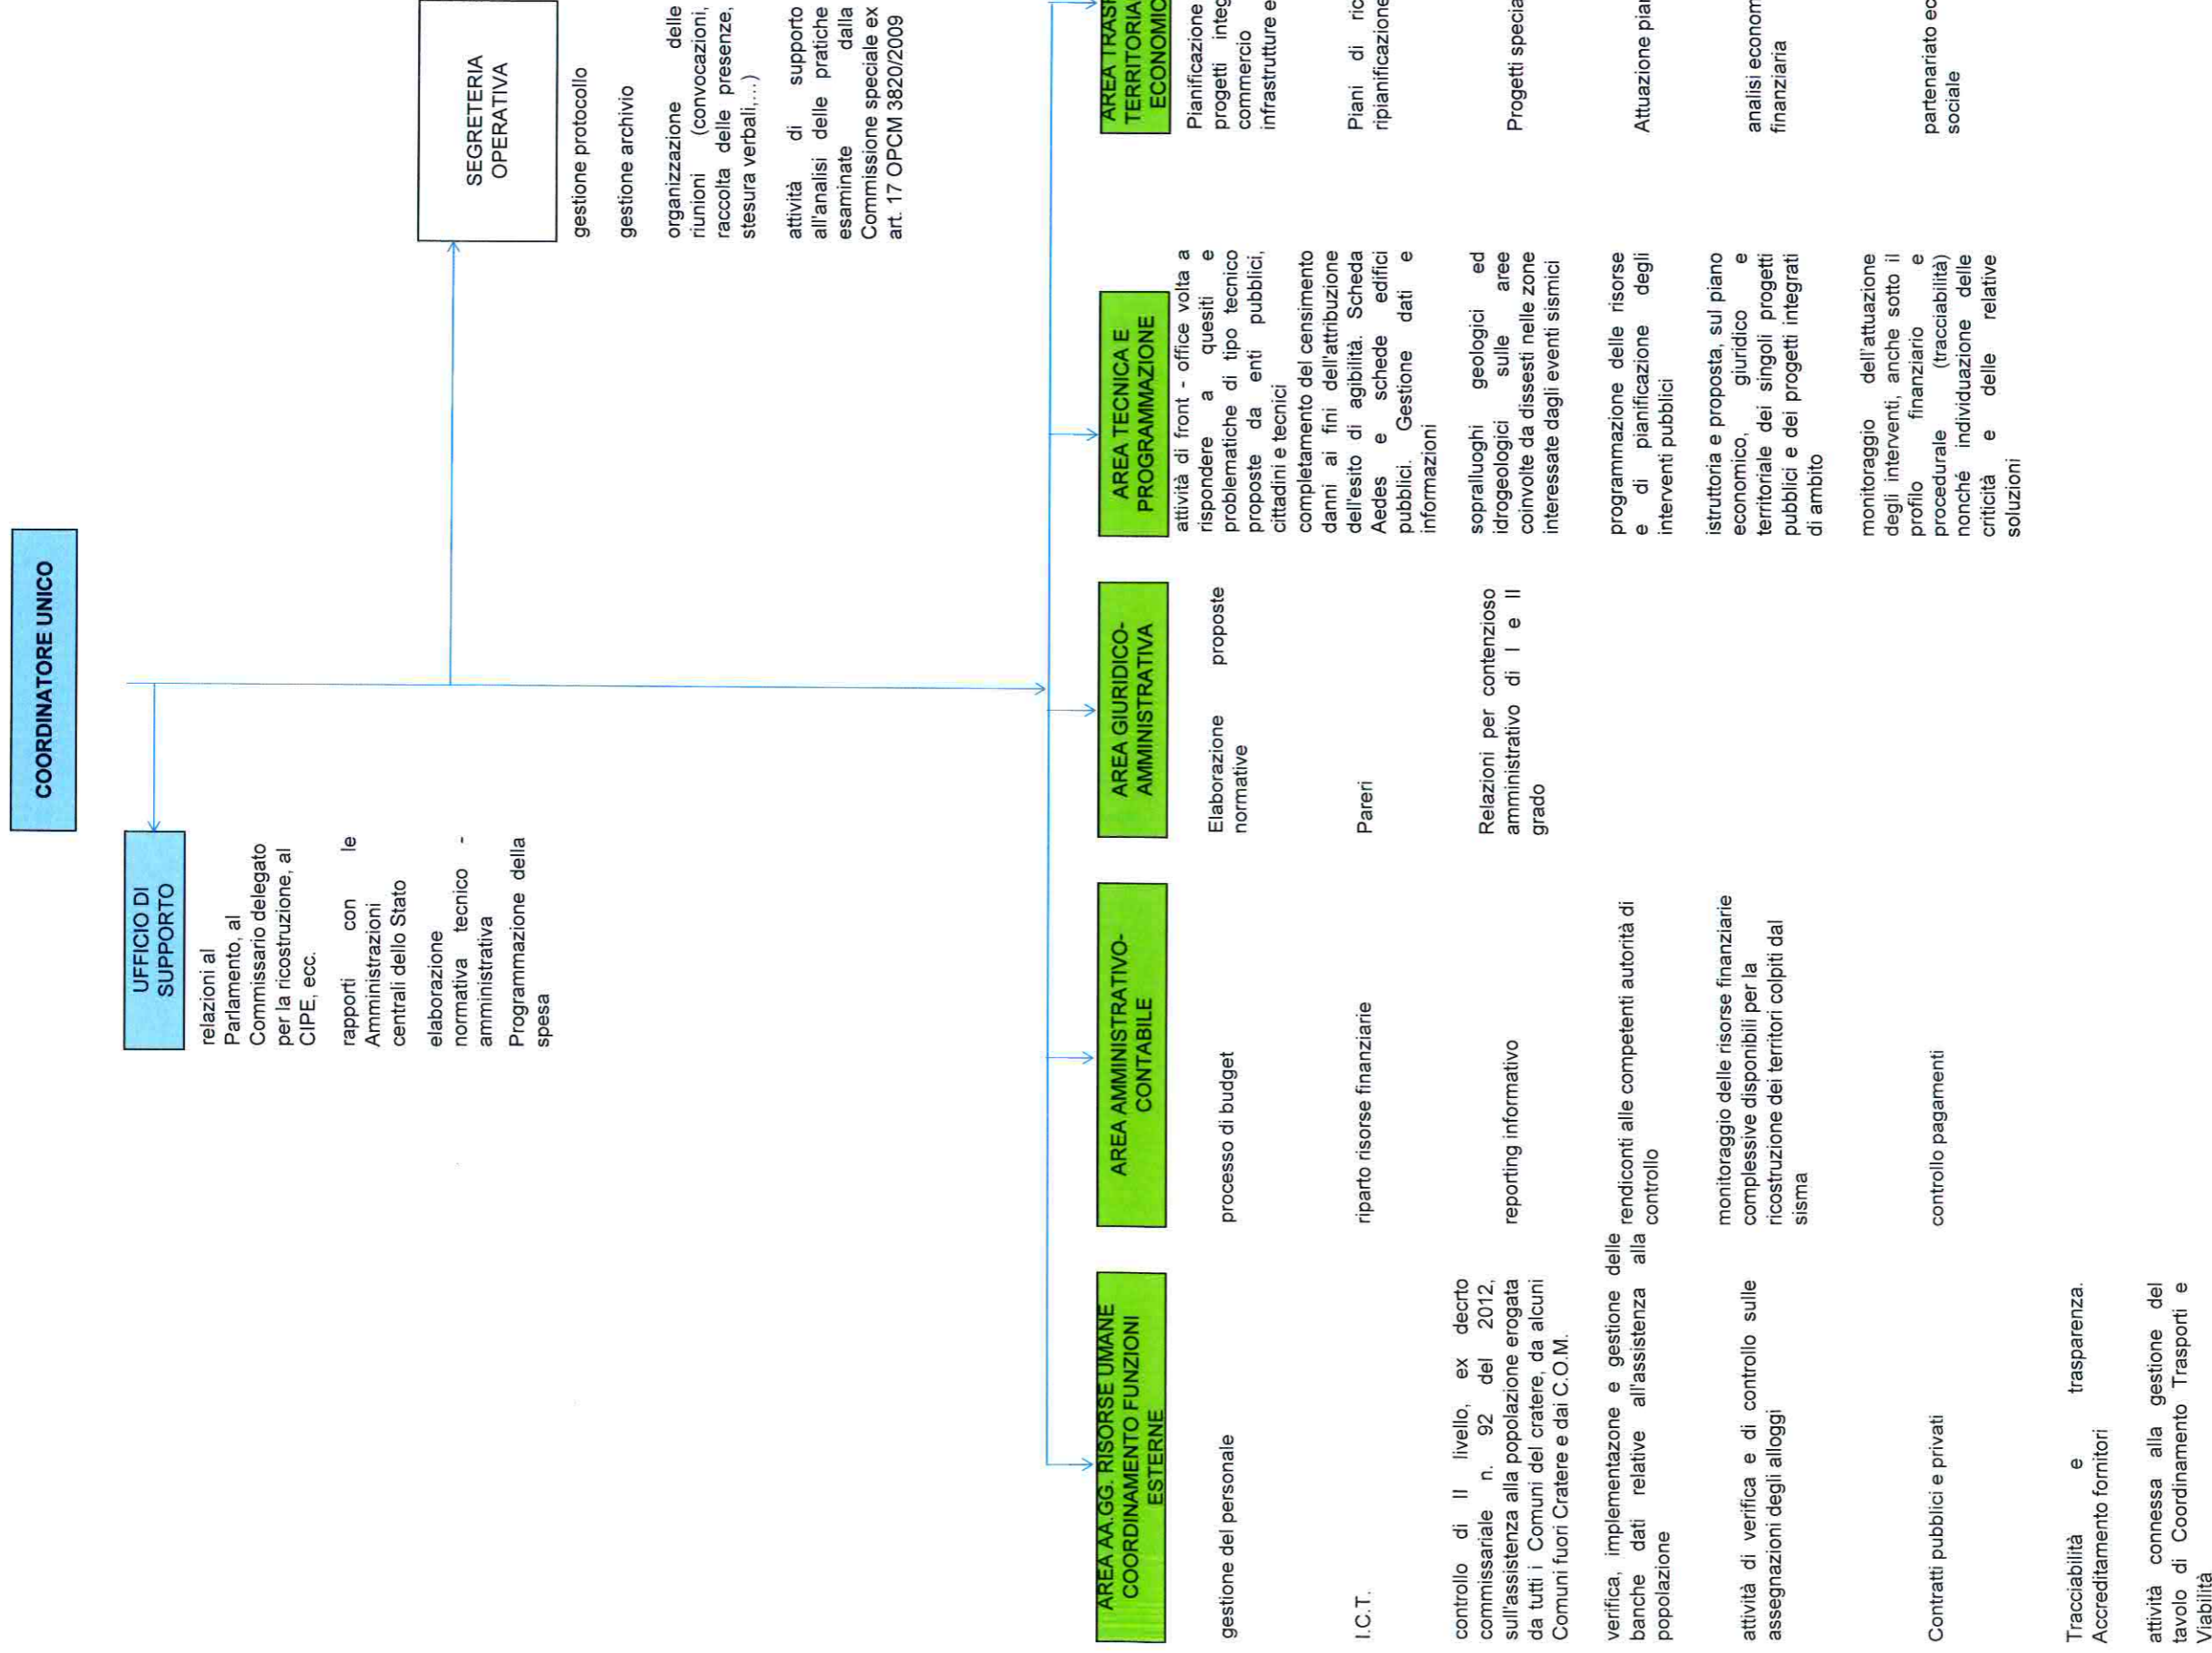 COORDINATORE UNICO
UFFICIO DI
SUPPORTO
relazioni al
Parlamento, al
Commissario delegato
per la ricostruzione, al
CIPE, ecc.
rapporti con le
Amministrazioni
centrali dello Stato
elaborazione
normativa tecnico -
amministrativa
Programmazione della
spesa
SEGRETERIA
OPERATIVA
gestione protocollo
gestione archivio
organizzazione delle
riunioni (convocazioni,
raccolta delle presenze,
stesura verbali,...)
attività di supporto
all'analisi delle pratiche
esaminate dalla
Commissione speciale ex
art. 17 OPCM 3820/2009
AREA AA.GG. RISORSE UMANE
COORDINAMENTO FUNZIONI
ESTERNE
gestione del personale
I.C.T.
controllo di II livello, ex decrto
commissariale n. 92 del 2012,
sull'assistenza alla popolazione erogata
da tutti i Comuni del cratere, da alcuni
Comuni fuori Cratere e dai C.O.M.
verifica, implementazone e gestione delle
banche dati relative all'assistenza alla
popolazione
attività di verifica e di controllo sulle
assegnazioni degli alloggi
Contratti pubblici e privati
Tracciabilità e trasparenza.
Accreditamento fornitori
attività connessa alla gestione del
tavolo di Coordinamento Trasporti e
Viabilità
AREA AMMINISTRATIVO-
CONTABILE
processo di budget
riparto risorse finanziarie
reporting informativo
rendiconti alle competenti autorità di
controllo
monitoraggio delle risorse finanziarie
complessive disponibili per la
ricostruzione dei territori colpiti dal
sisma
controllo pagamenti
AREA GIURIDICO-
AMMINISTRATIVA
Elaborazione proposte
normative
Pareri
Relazioni per contenzioso
amministrativo di I e II
grado
AREA TECNICA E
PROGRAMMAZIONE
attività di front - office volta a
rispondere a quesiti e
problematiche di tipo tecnico
proposte da enti pubblici,
cittadini e tecnici
completamento del censimento
danni ai fini dell'attribuzione
dell'esito di agibilità. Scheda
Aedes e schede edifici
pubblici. Gestione dati e
informazioni
sopralluoghi geologici ed
idrogeologici sulle aree
coinvolte da dissesti nelle zone
interessate dagli eventi sismici
programmazione delle risorse
e di pianificazione degli
interventi pubblici
istruttoria e proposta, sul piano
economico, giuridico e
territoriale dei singoli progetti
pubblici e dei progetti integrati
di ambito
monitoraggio dell'attuazione
degli interventi, anche sotto il
profilo finanziario e
procedurale (tracciabilità)
nonché individuazione delle
criticità e delle relative
soluzioni
AREA
TERRITORIA
ECONOMIC
Pianificazione
progetti integ
commercio
infrastrutture e
Piani di ric
ripianificazione
Progetti specia
Attuazione pian
analisi econom
finanziaria
partenariato ec
sociale